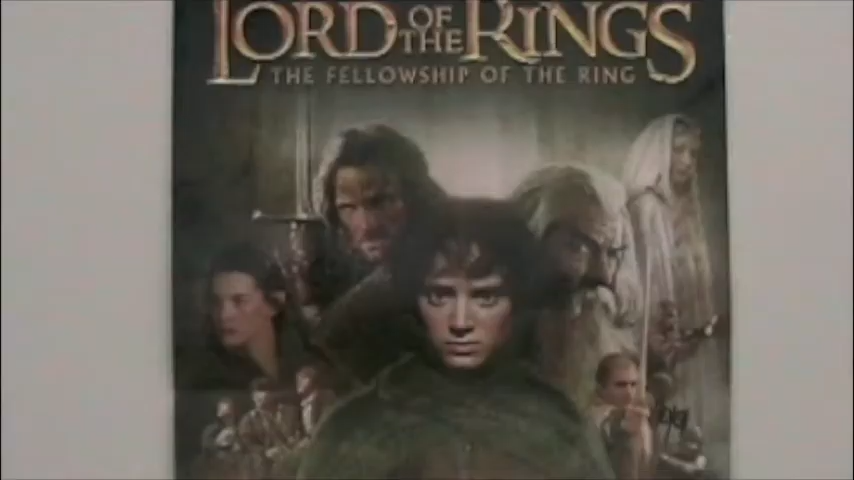 LORD OF THE RINGS
THE FELLOWSHIP OF THE RING